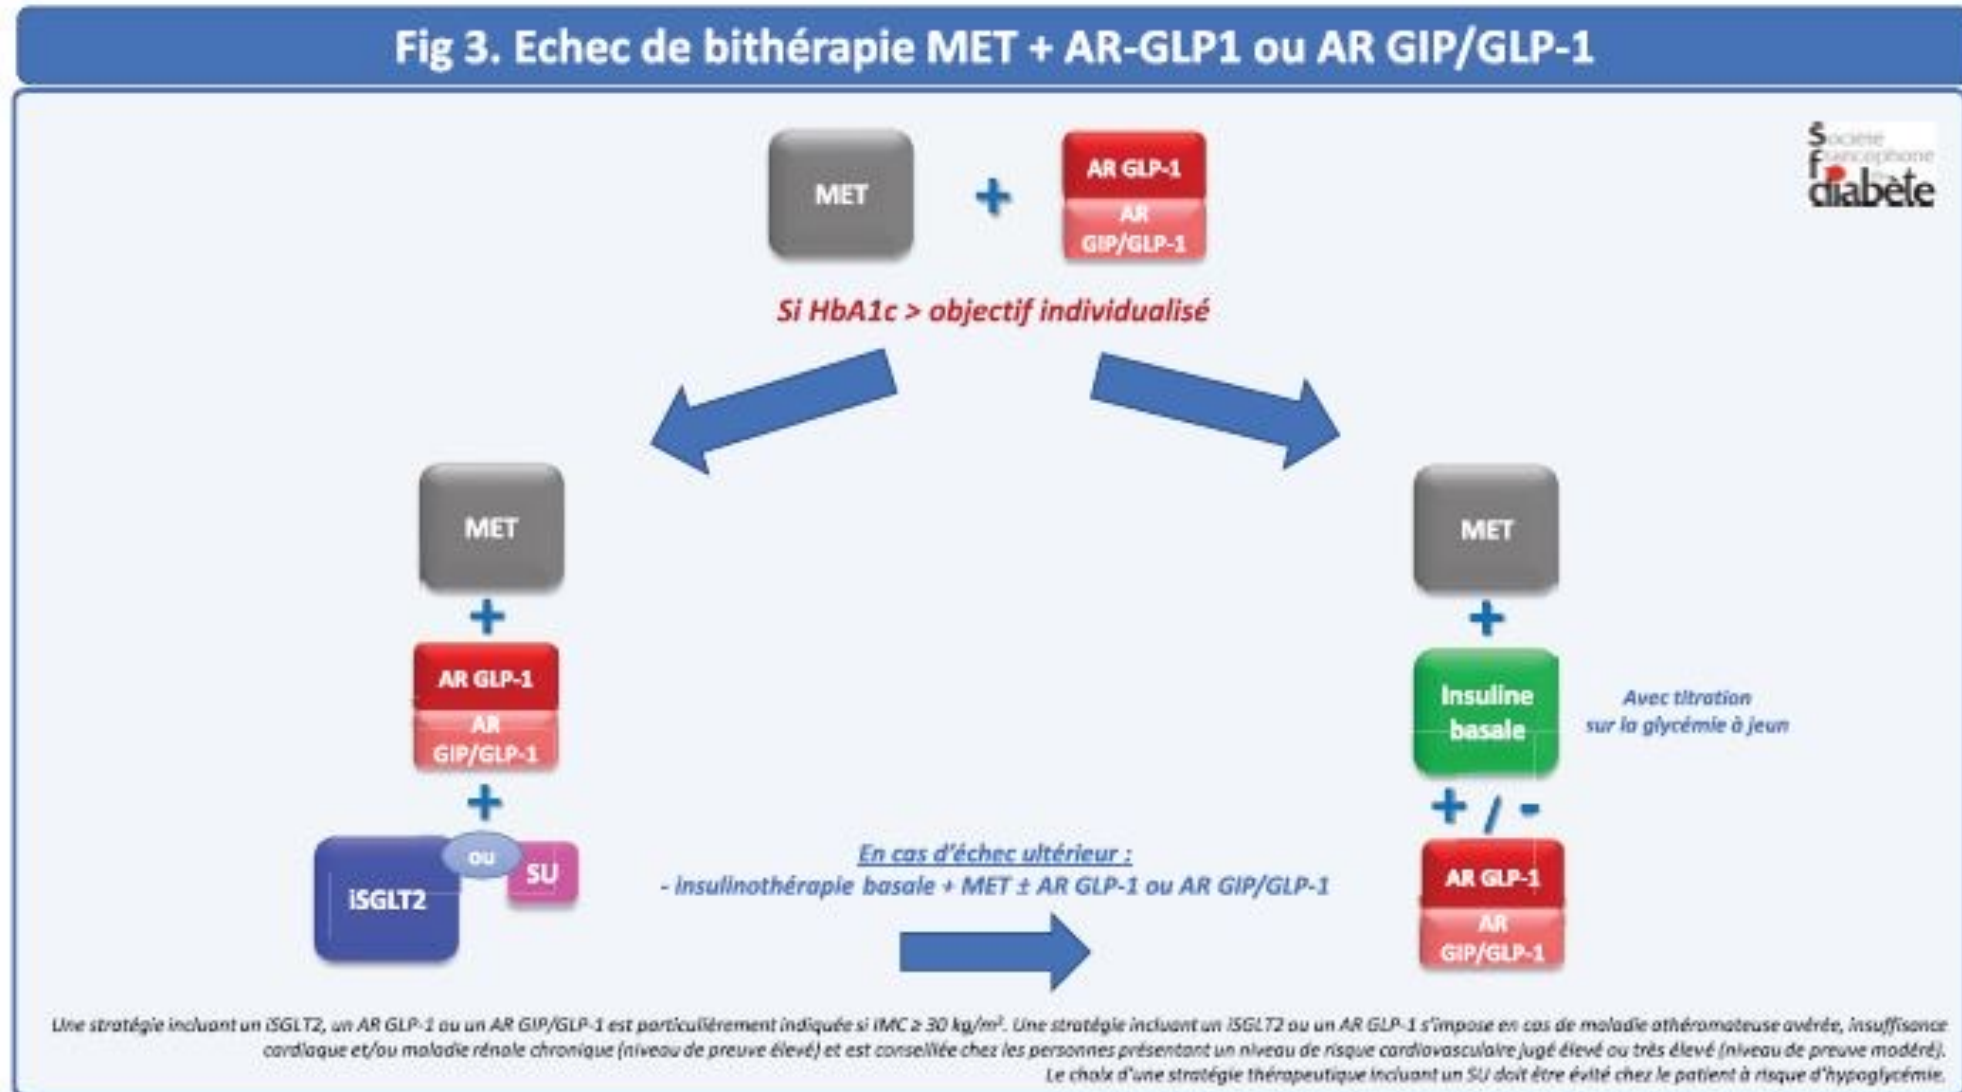 Fig 3. Echec de bithérapie MET + AR-GLP1 ou AR GIP/GLP-1
Société
francophone
diabète
MET
+
AR GLP-1
AR
GIP/GLP-1
Si HbA1c > objectif individualisé
MET
+
AR GLP-1
AR
GIP/GLP-1
+
iSGLT2
ou
SU
En cas d'échec ultérieur :
- insulinothérapie basale + MET ± AR GLP-1 ou AR GIP/GLP-1
MET
+
Insuline
basale
Avec titration
sur la glycémie à jeun
+ / -
AR GLP-1
AR
GIP/GLP-1
Une stratégie incluant un iSGLT2, un AR GLP-1 ou un AR GIP/GLP-1 est particulièrement indiquée si IMC ≥ 30 kg/m². Une stratégie incluant un iSGLT2 ou un AR GLP-1 s'impose en cas de maladie athéromateuse avérée, insuffisance
cardiaque et/ou maladie rénale chronique (niveau de preuve élevé) et est conseillée chez les personnes présentant un niveau de risque cardiovasculaire jugé élevé ou très élevé (niveau de preuve modéré).
Le choix d'une stratégie thérapeutique incluant un SU doit être évité chez le patient à risque d'hypoglycémie.